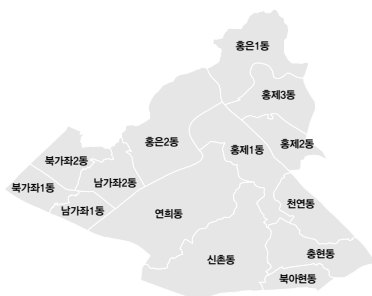 홍은1동
홍제3동
홍은2동
홍제1동
홍제2동
북가좌2동
남가좌2동
북가좌1동
남가좌1동
연희동
천연동
신촌동
충현동
북아현동